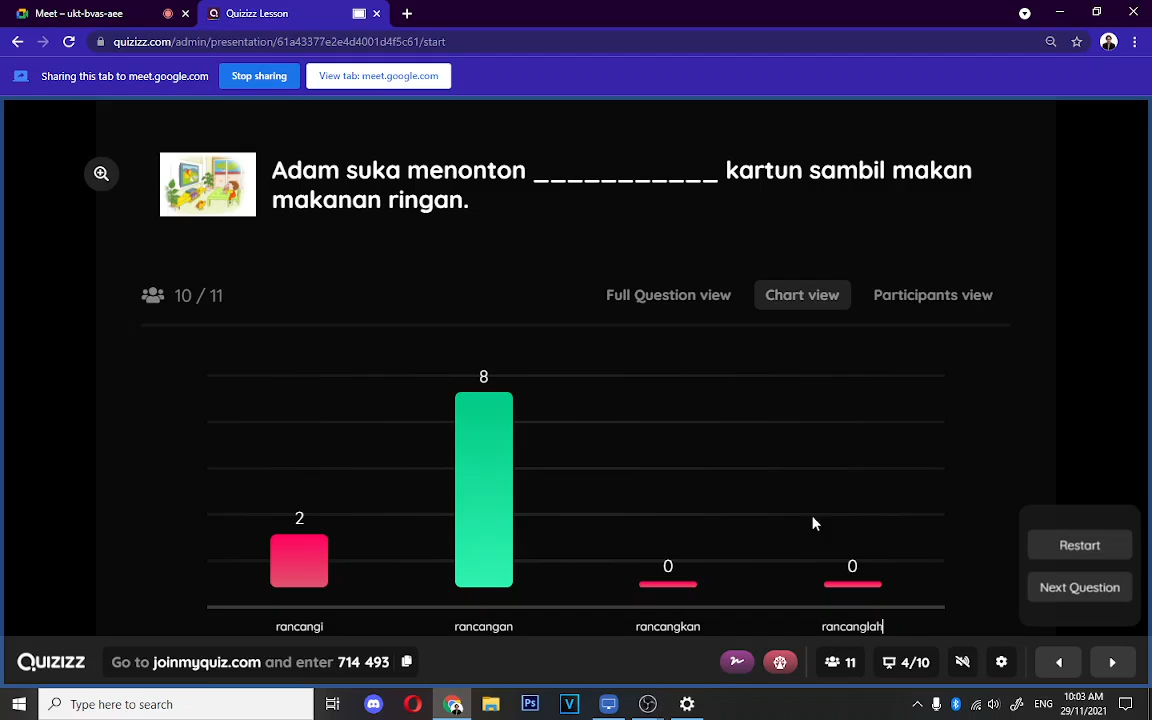 Meet – ukt-bvas-aee
Quizizz Lesson
quizizz.com/admin/presentation/61a43377e2e4d4001d4f5c61/start
Sharing this tab to meet.google.com
Stop sharing
View tab: meet.google.com
Adam suka menonton ___________ kartun sambil makan
makanan ringan.
10 / 11
Full Question view
Chart view
Participants view
8
2
0
0
Restart
Next Question
rancangi
rancangan
rancangkan
rancanglah
QUIZIZZ
Go to joinmyquiz.com and enter 714 493
11
4/10
Type here to search
ENG
10:03 AM
29/11/2021